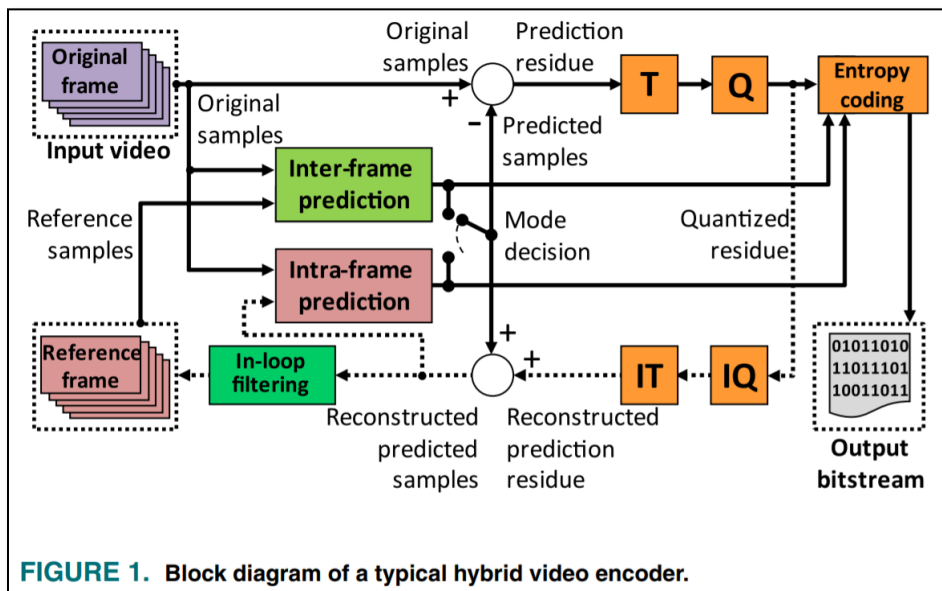 Original
frame
Input video
Original
samples
Original
samples
+
-
Prediction
residue
T
Q
Entropy
coding
Predicted
samples
Inter-frame
prediction
Reference
samples
Mode
decision
Quantized
residue
Intra-frame
prediction
Reference
frame
In-loop
filtering
+
+
IT
IQ
Reconstructed
predicted
samples
Reconstructed
prediction
residue
01011010
11011101
10011011
Output
bitstream
FIGURE 1. Block diagram of a typical hybrid video encoder.